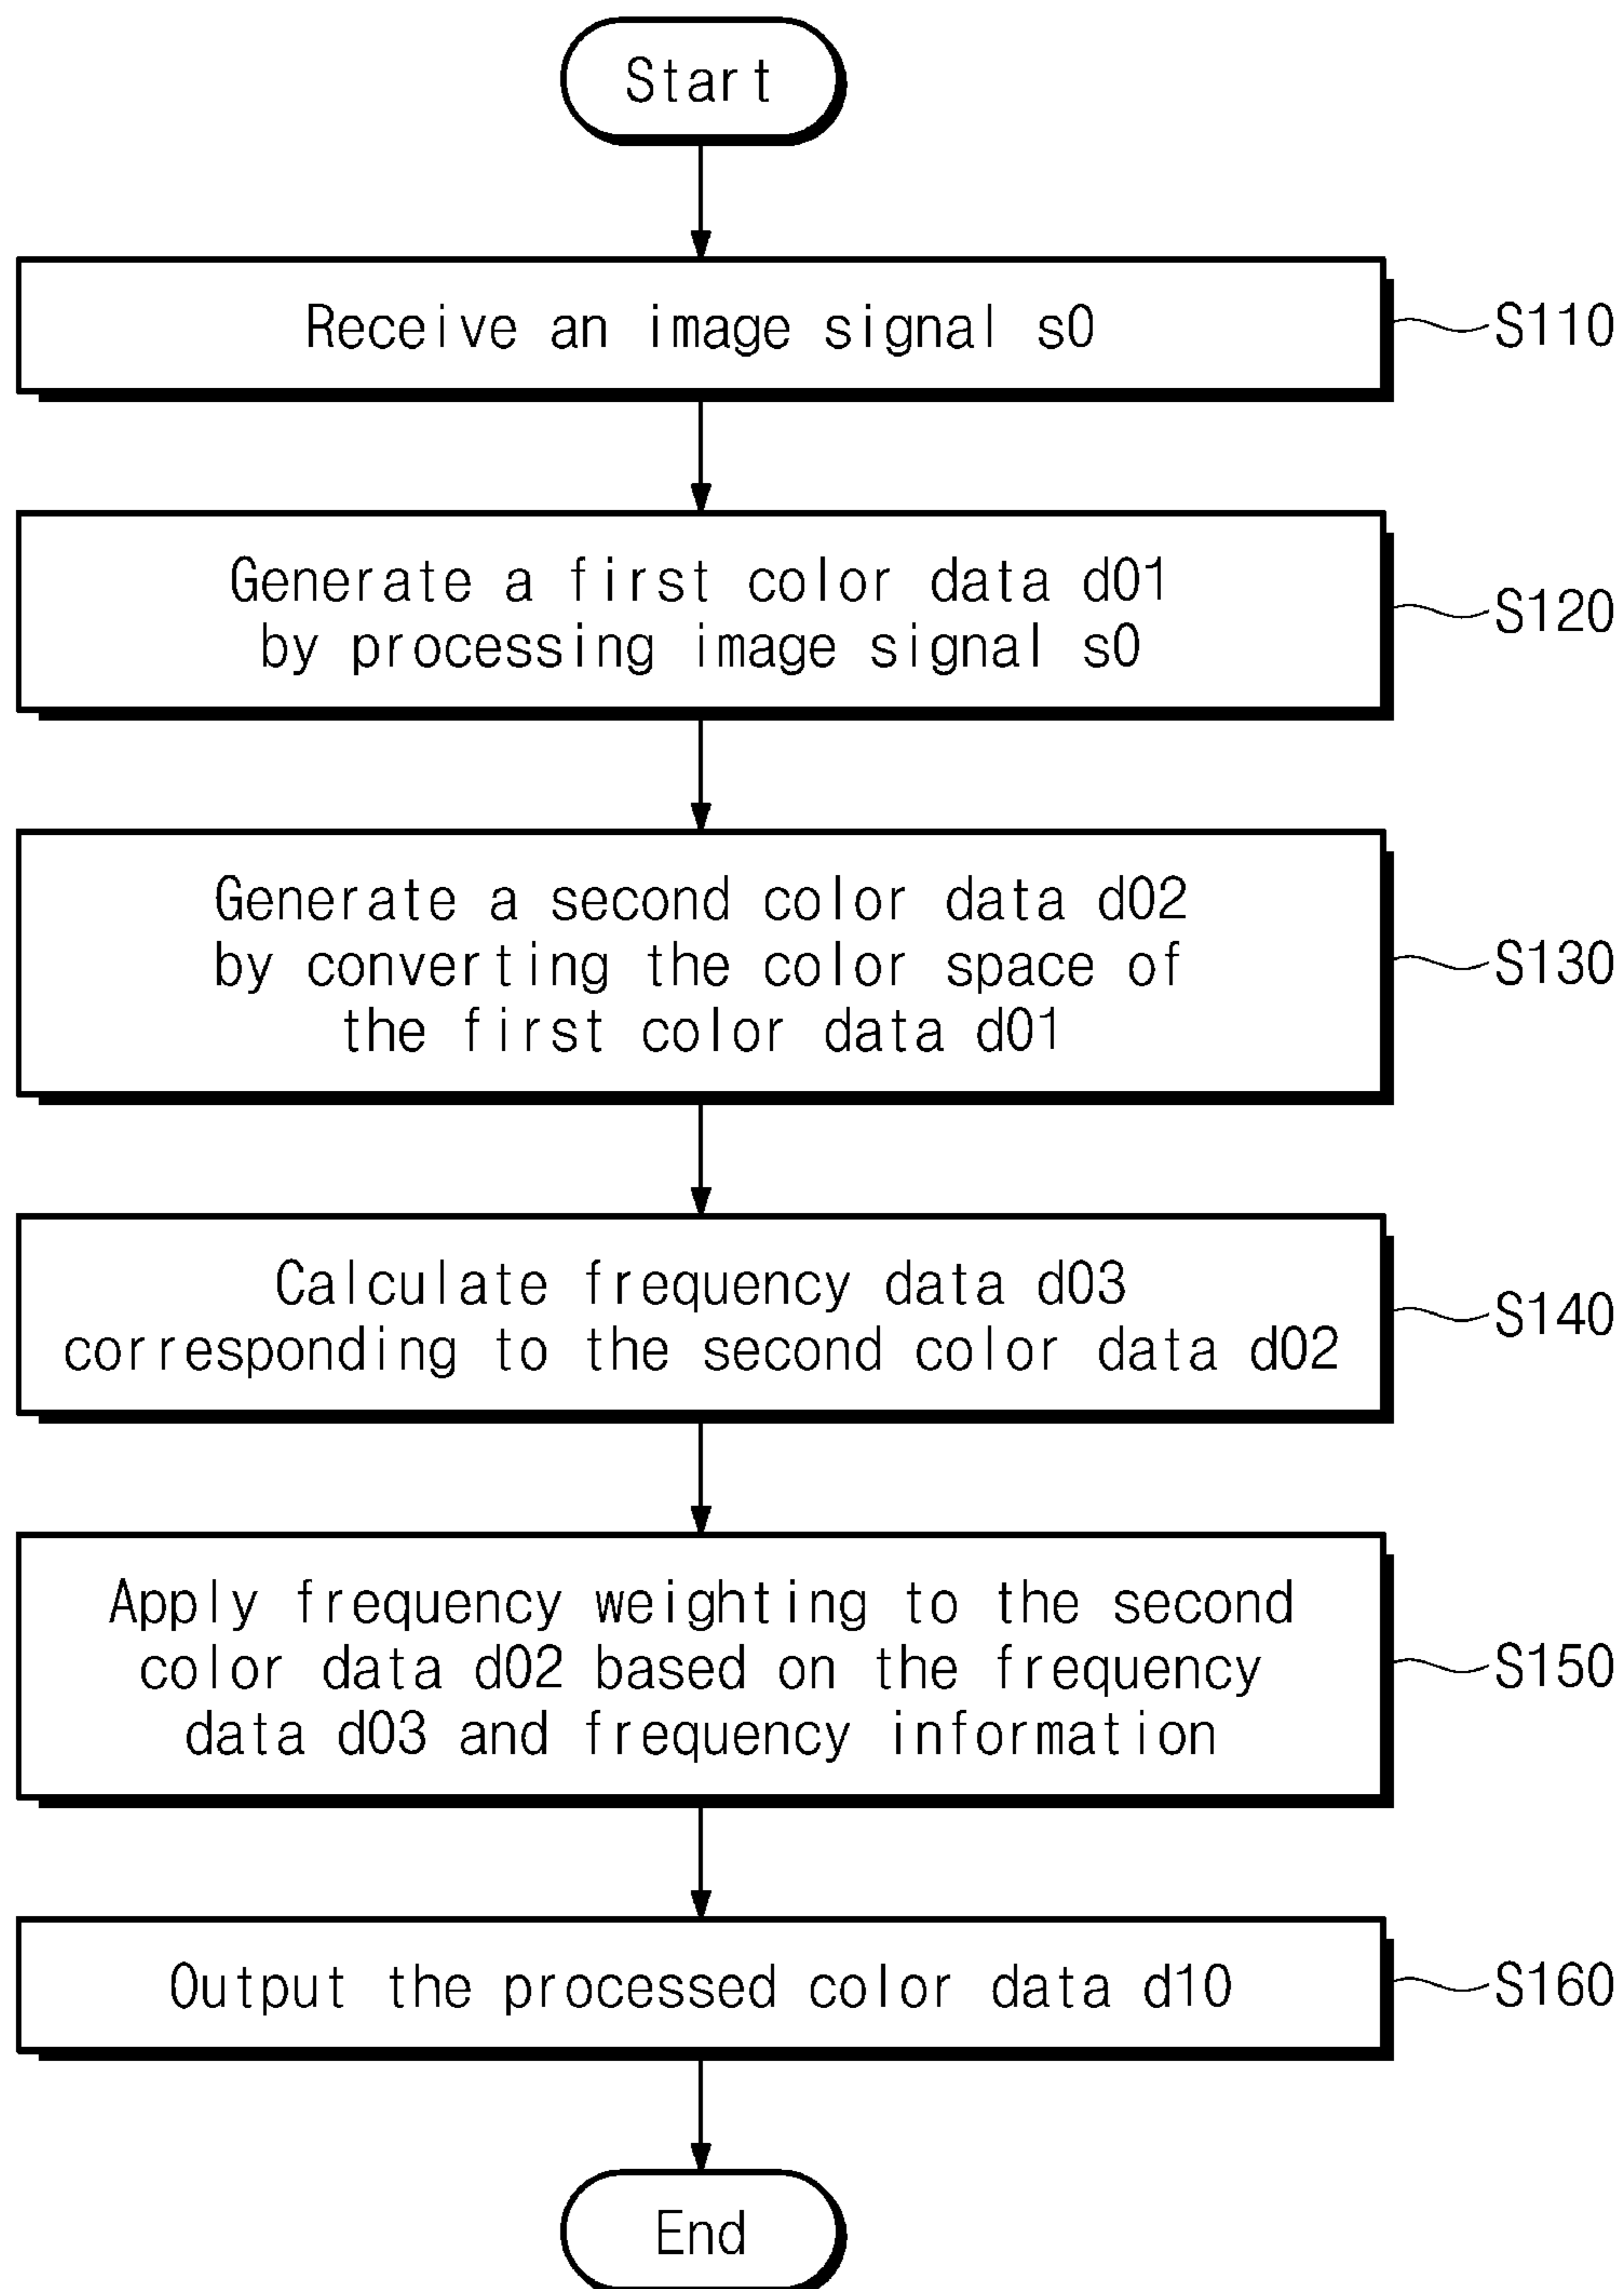 Start
Receive an image signal s0
S110
Generate a first color data d01
by processing image signal s0
S120
Generate a second color data d02
by converting the color space of
the first color data d01
S130
Calculate frequency data d03
corresponding to the second color data d02
S140
Apply frequency weighting to the second
color data d02 based on the frequency
data d03 and frequency information
S150
Output the processed color data d10
S160
End